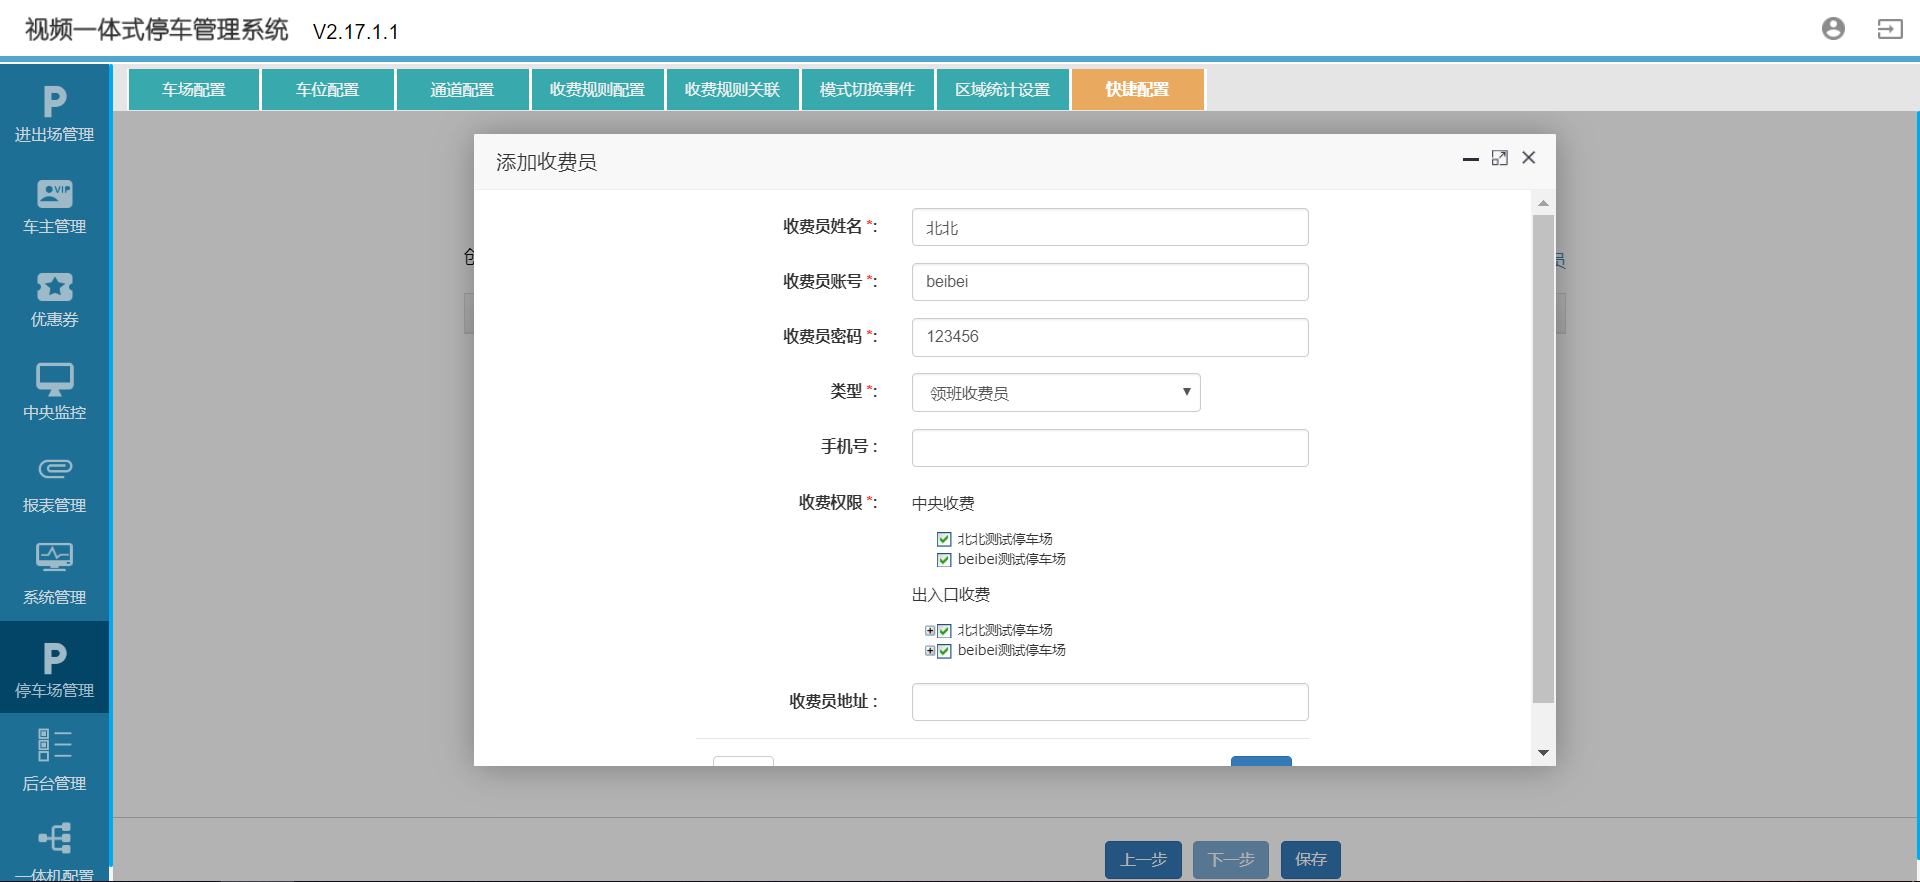 视频一体式停车管理系统 V2.17.1.1
车场配置 车位配置 通道配置 收费规则配置 收费规则关联 模式切换事件 区域统计设置 快捷配置
进出场管理
车主管理
优惠券
中央监控
报表管理
系统管理
停车场管理
后台管理
一体机配置
添加收费员
收费员姓名 *: 北北
收费员账号 *: beibei
收费员密码 *: 123456
类型 *: 领班收费员
手机号 :
收费权限 *: 中央收费
北北测试停车场
beibei测试停车场
出入口收费
北北测试停车场
beibei测试停车场
收费员地址 :
员
上一步 下一步 保存